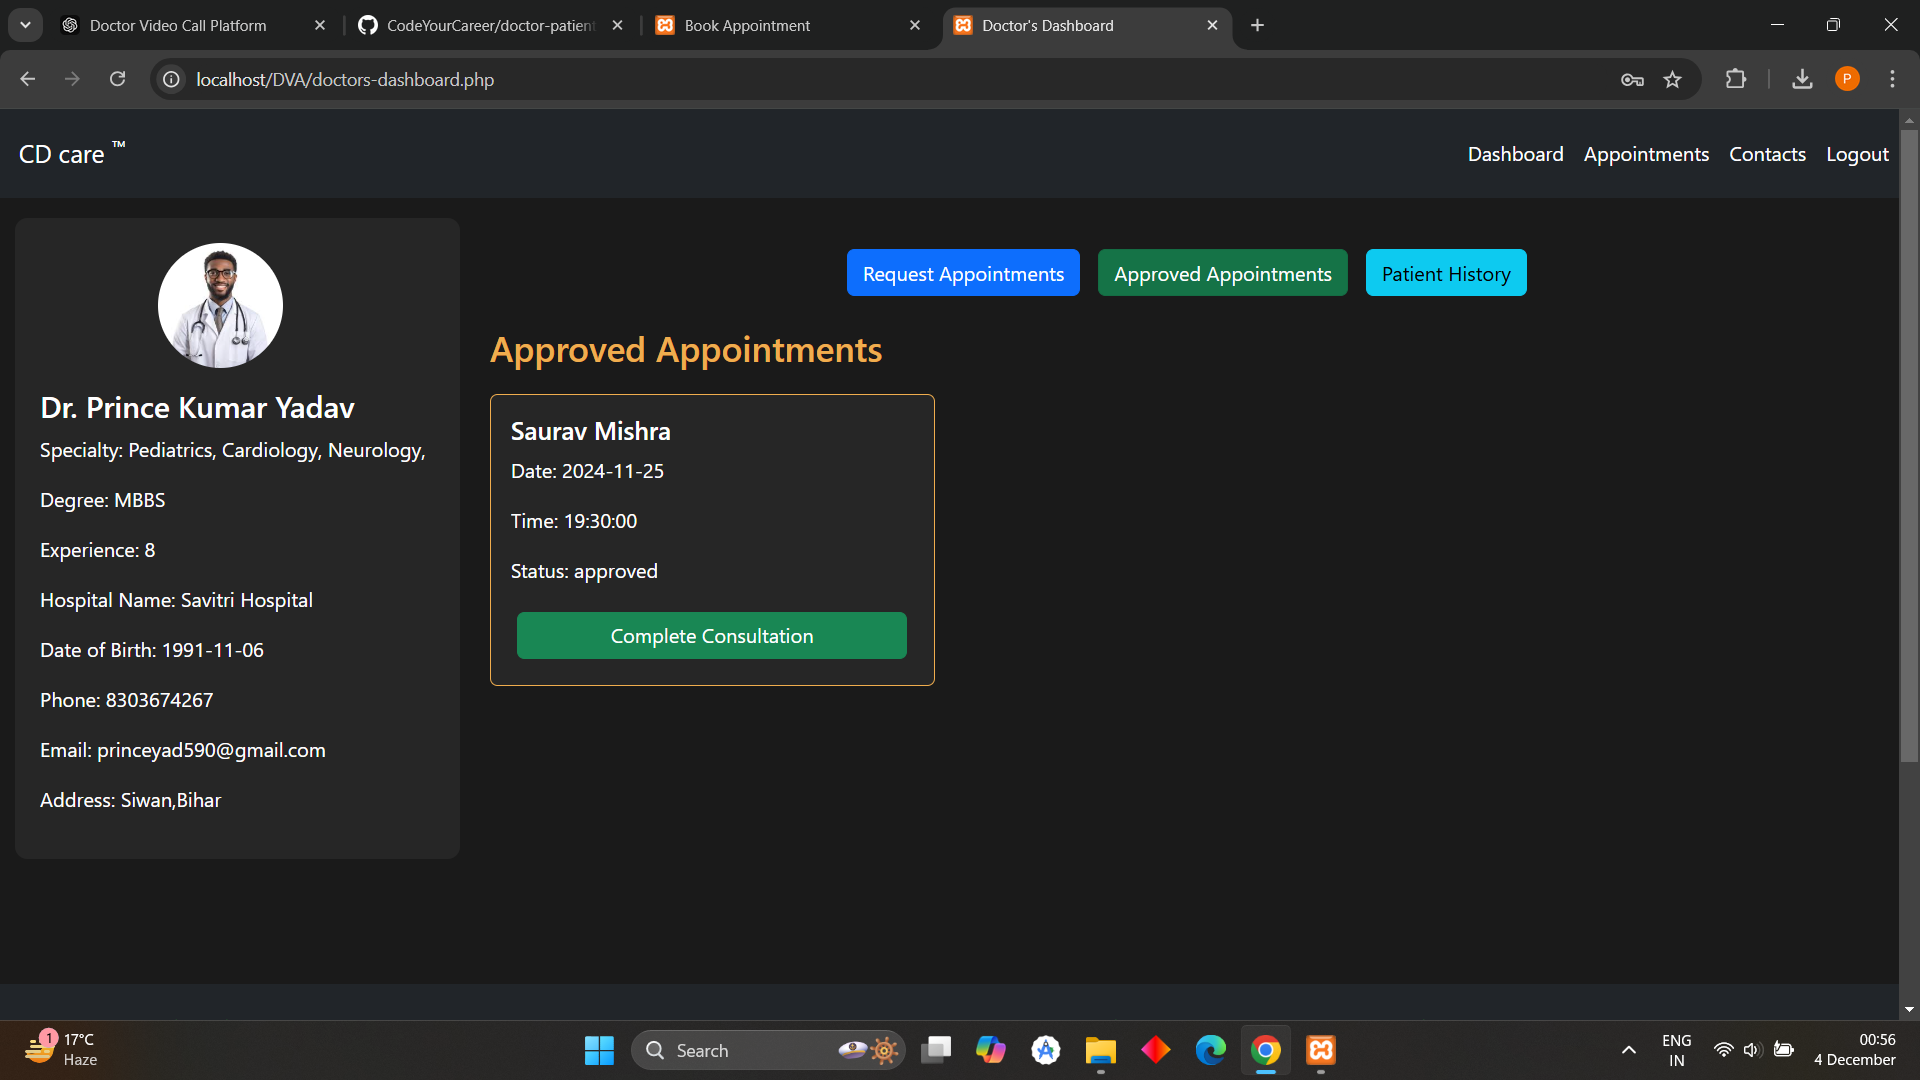 Doctor Video Call Platform
CodeYourCareer/doctor-patient
Book Appointment
Doctor's Dashboard
localhost/DVA/doctors-dashboard.php
P
CD care ™
Dashboard
Appointments
Contacts
Logout
Request Appointments
Approved Appointments
Patient History
Dr. Prince Kumar Yadav
Specialty: Pediatrics, Cardiology, Neurology,
Degree: MBBS
Experience: 8
Hospital Name: Savitri Hospital
Date of Birth: 1991-11-06
Phone: 8303674267
Email: princeyad590@gmail.com
Address: Siwan,Bihar
Approved Appointments
Saurav Mishra
Date: 2024-11-25
Time: 19:30:00
Status: approved
Complete Consultation
1
17°C
Haze
Search
ENG
IN
00:56
4 December